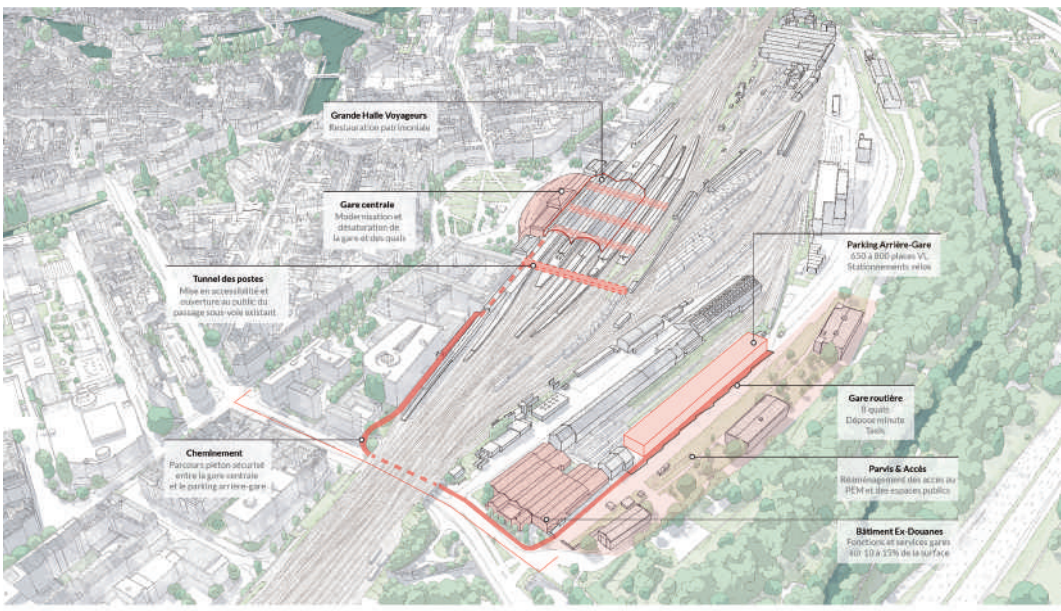 Grande Halle Voyageurs
Restauration patrimoniale
Gare centrale
Modernisation et
désaturation de
la gare et des quais
Tunnel des postes
Mise en accessibilité et
ouverture au public du
passage sous-voie existant
Cheminement
Parcours piéton sécurisé
entre la gare centrale
et le parking arrière-gare
Parking Arrière-Gare
650 à 800 places VL
Stationnements vélos
Gare routière
8 quais
Dépose minute
Taxis
Parvis & Accès
Réaménagement des accès au
PEM et des espaces publics
Bâtiment Ex-Douanes
Fonctions et services gares
sur 10 à 15% de la surface